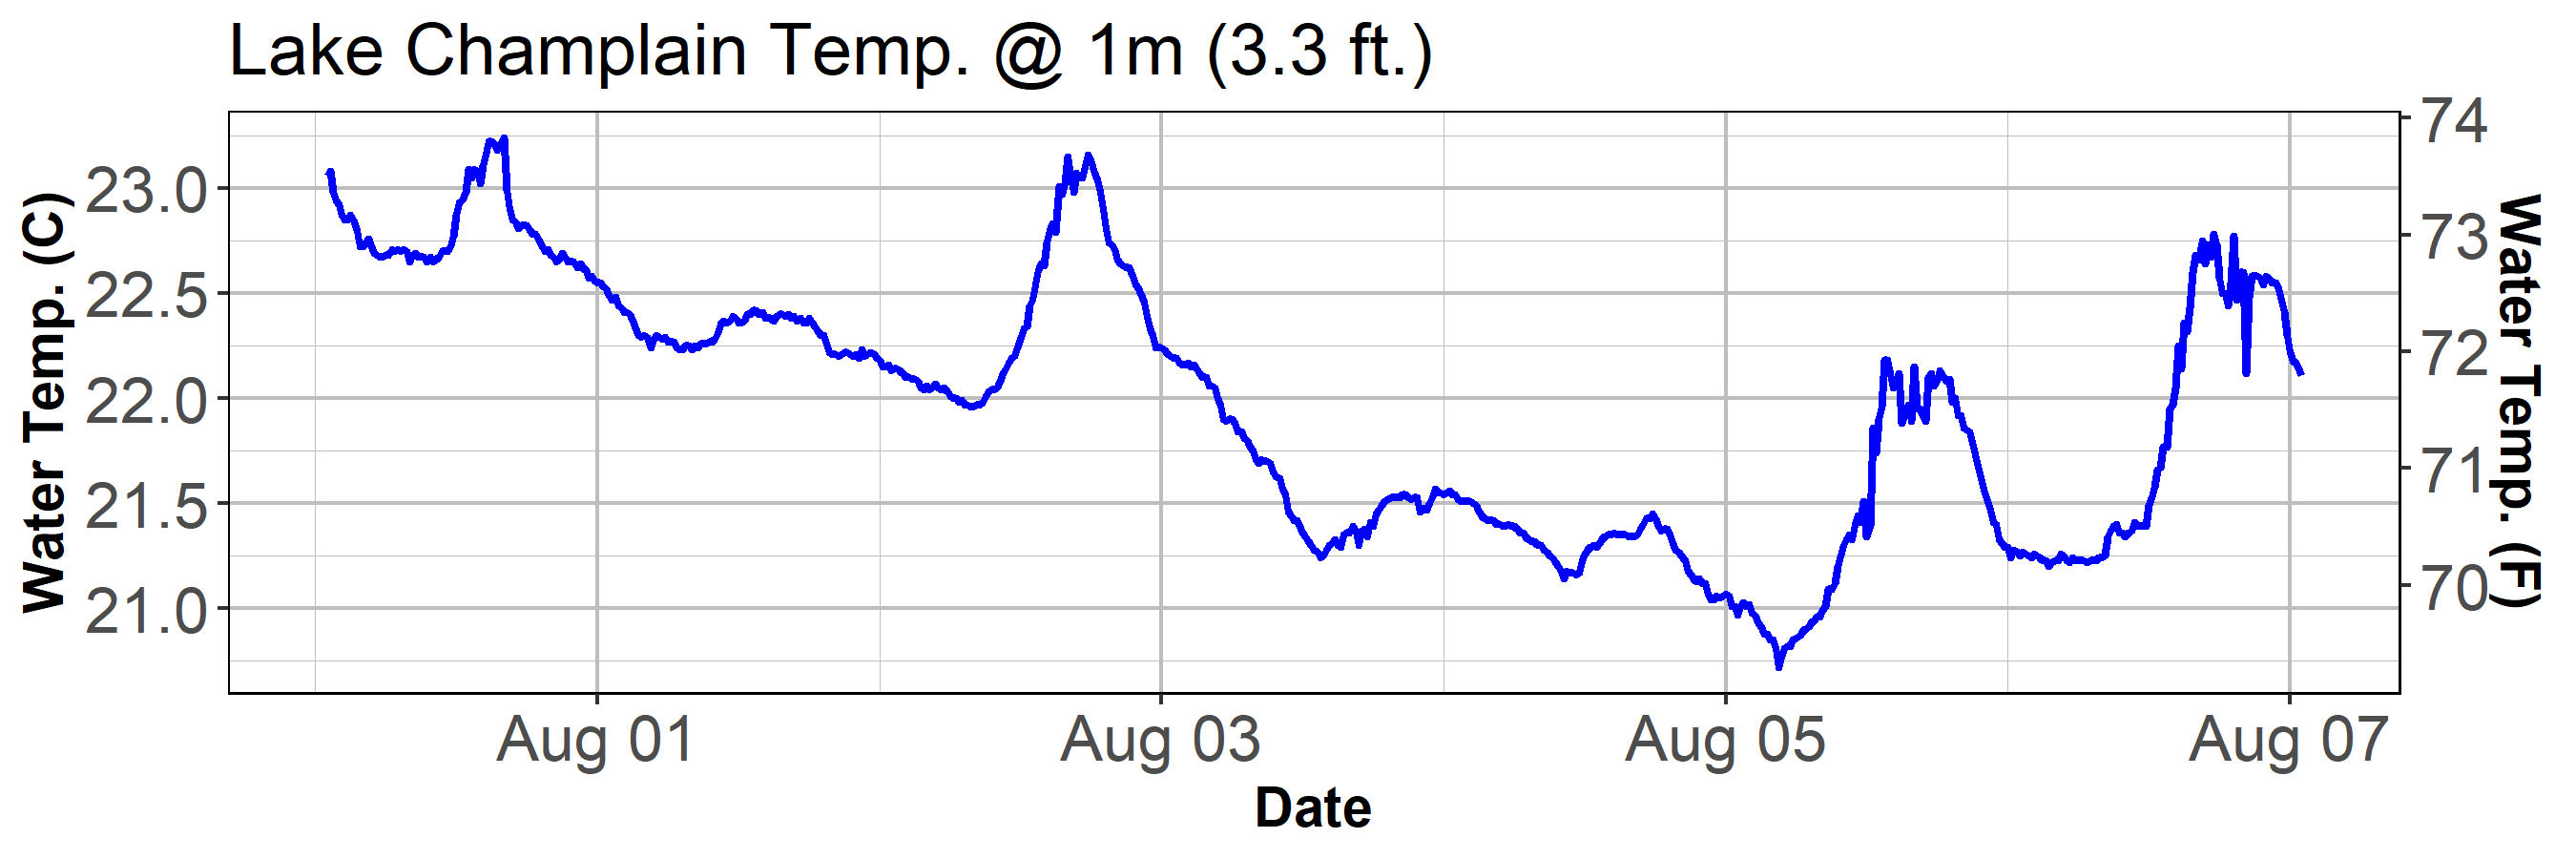 Lake Champlain Temp. @ 1m (3.3 ft.)
Water Temp. (C)
23.0
22.5
22.0
21.5
21.0
74
73
72
71
70
Water Temp. (F)
Aug 01 Aug 03 Aug 05 Aug 07
Date